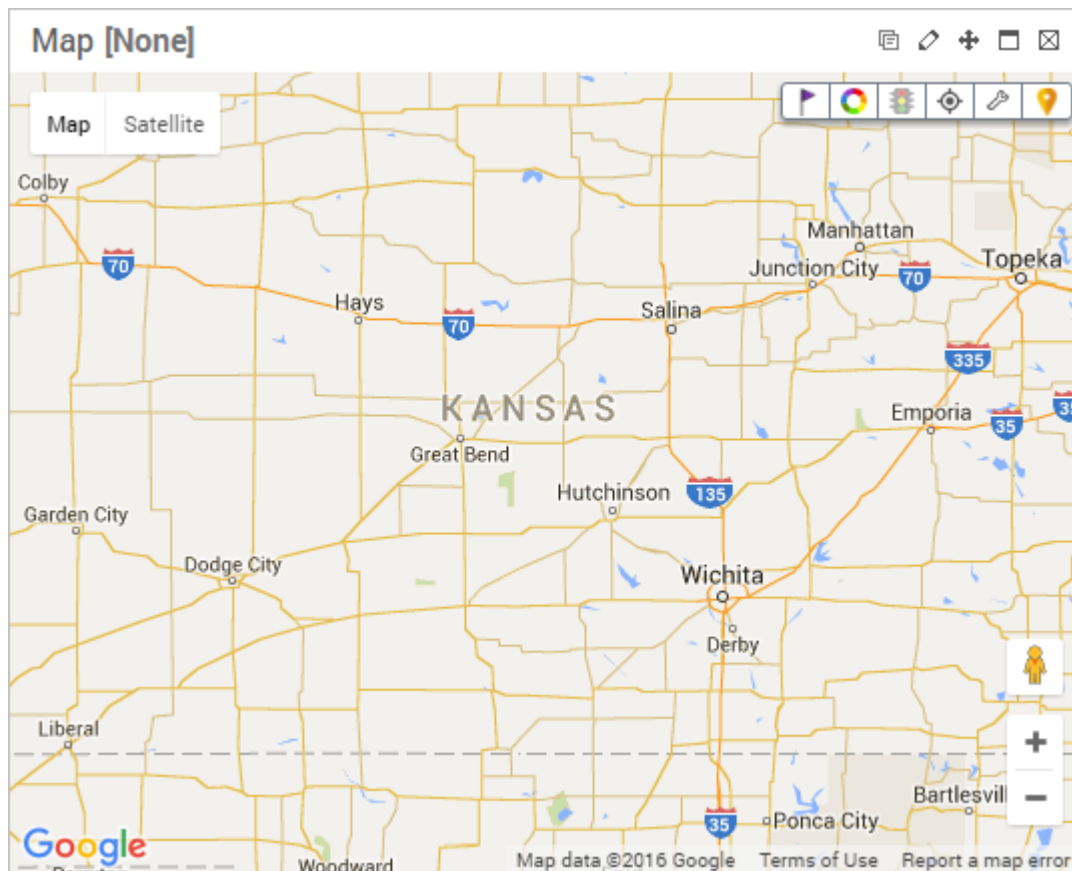 Map [None]
Map
Satellite
Colby
Manhattan
Topeka
Junction City
70
70
Hays
Salina
70
335
KANSAS
Emporia
35
35
Great Bend
Hutchinson
135
Garden City
Dodge City
Wichita
Derby
Liberal
Bartlesvil
35
Ponca City
Google
Woodward
Map data ©2016 Google
Terms of Use
Report a map error